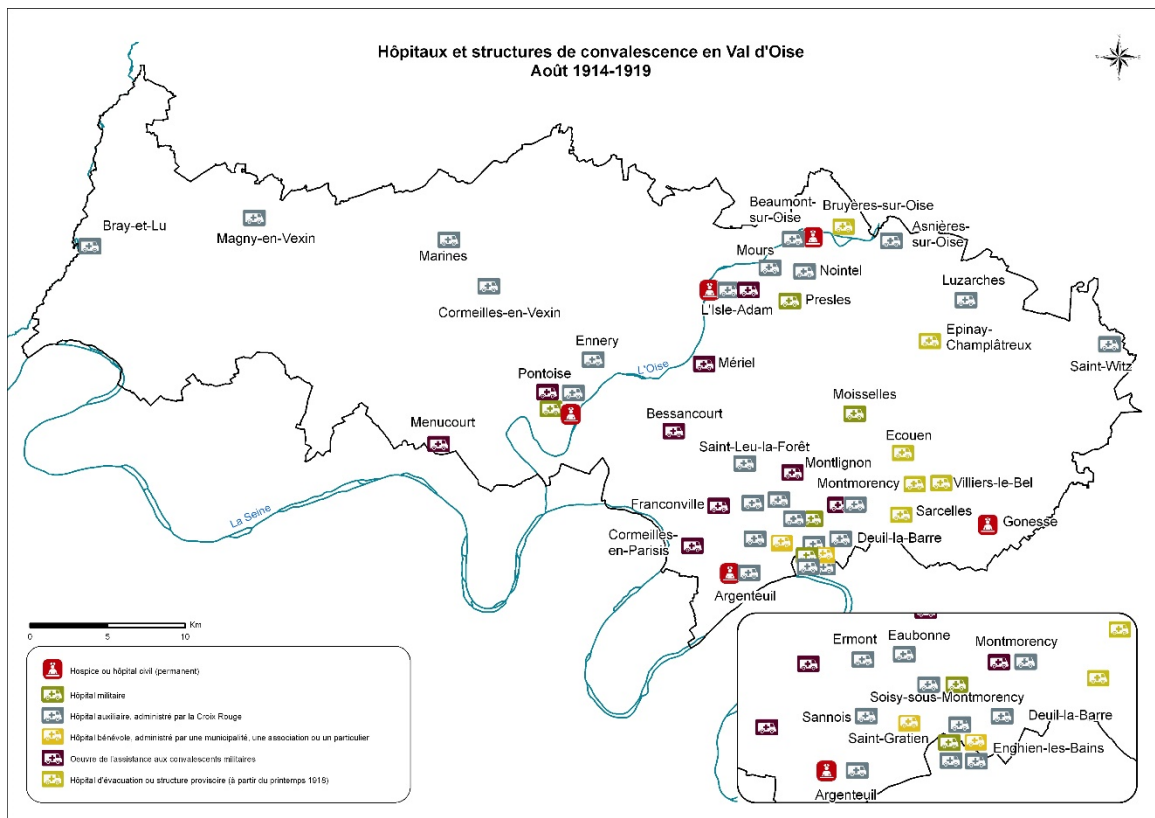 Hôpitaux et structures de convalescence en Val d'Oise
Août 1914-1919
Bray-et-Lu
Magny-en-Vexin
Marines
Cormeilles-en-Vexin
Beaumont-
sur-Oise
Bruyères-sur-Oise
Asnières-
sur-Oise
Mours
Nointel
L'Isle-Adam
Presles
Luzarches
Epinay-
Champlâtreux
Saint-Witz
Ennery
L'Oise
Mériel
Pontoise
Menucourt
Bessancourt
Moisselles
Saint-Leu-la-Forêt
Montlignon
Ecouen
Montmorency
Villiers-le-Bel
Franconville
Sarcelles
Gonesse
La Seine
Cormeilles-
en-Parisis
Deuil-la-Barre
Argenteuil
Km
0
5
10
Hospice ou hôpital civil (permanent)
Hôpital militaire
Hôpital auxiliaire, administré par la Croix Rouge
Hôpital bénévole, administré par une municipalité, une association ou un particulier
Oeuvre de l'assistance aux convalescents militaires
Hôpital d'évacuation ou structure provisoire (à partir du printemps 1918)
Ermont
Eaubonne
Montmorency
Soisy-sous-Montmorency
Sannois
Saint-Gratien
Deuil-la-Barre
Enghien-les-Bains
Argenteuil